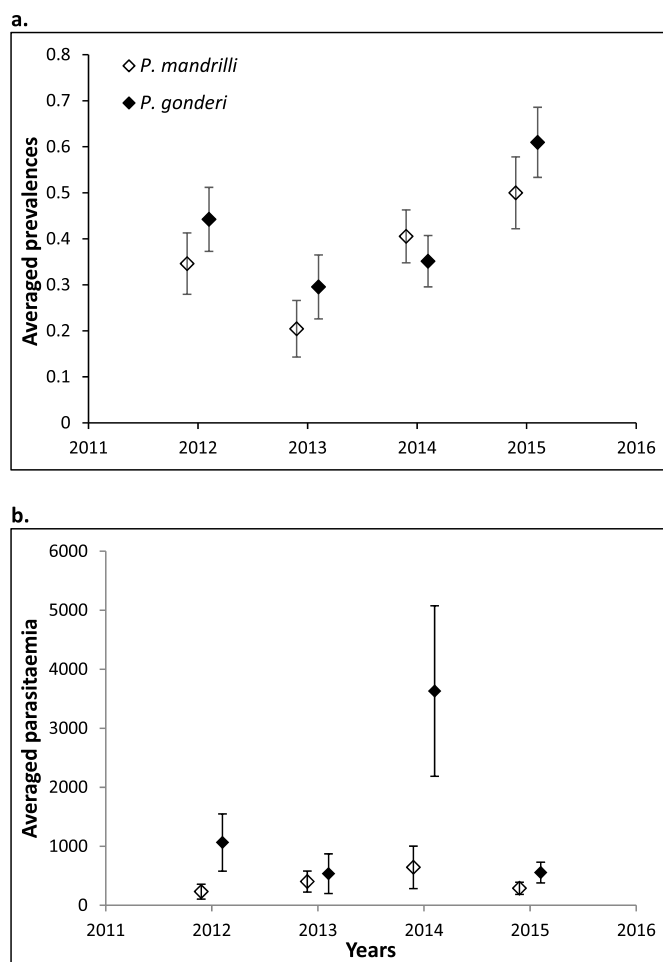 a.
0.8
P. mandrilli
0.7
P. gonderi
0.6
0.5
0.4
0.3
0.2
0.1
0
Averaged prevalences
2011 2012 2013 2014 2015 2016
b.
6000
5000
4000
3000
2000
1000
0
Averaged parasitaemia
2011 2012 2013 2014 2015 2016
Years